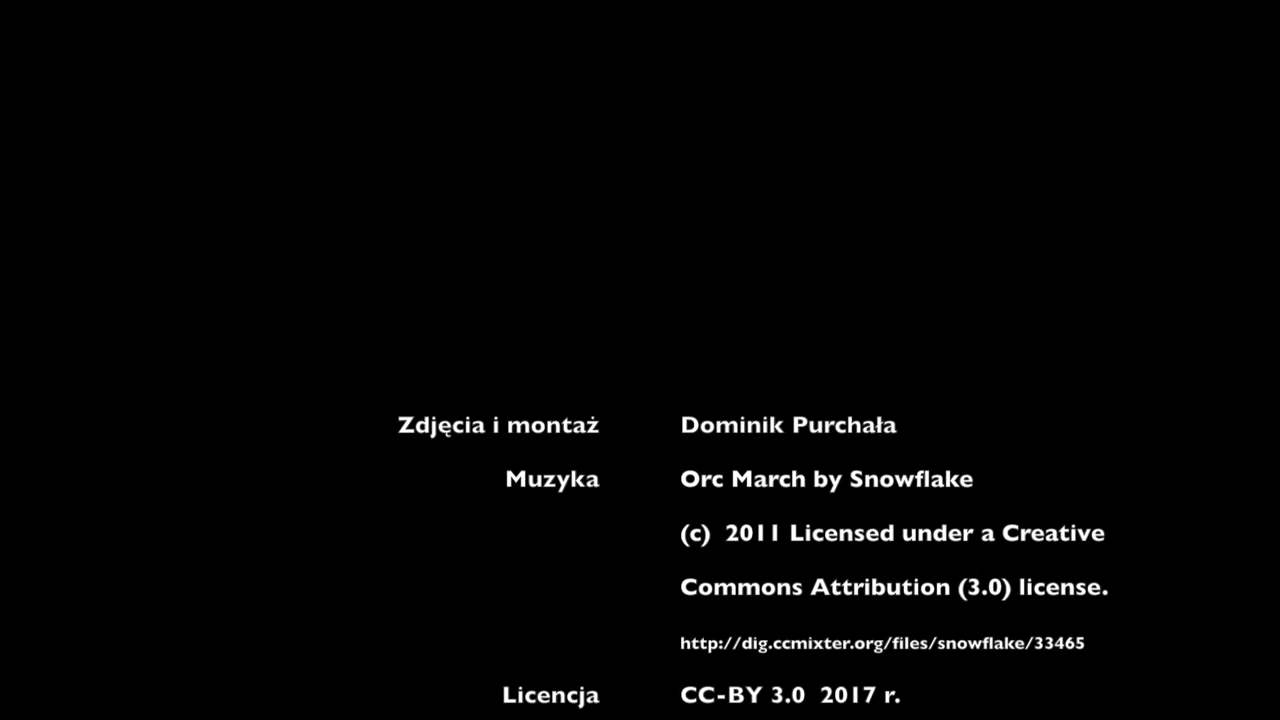 Zdjęcia i montaż Dominik Purchała
Muzyka Orc March by Snowflake
(c) 2011 Licensed under a Creative
Commons Attribution (3.0) license.
http://dig.ccmixter.org/files/snowflake/33465
Licencja CC-BY 3.0 2017 r.